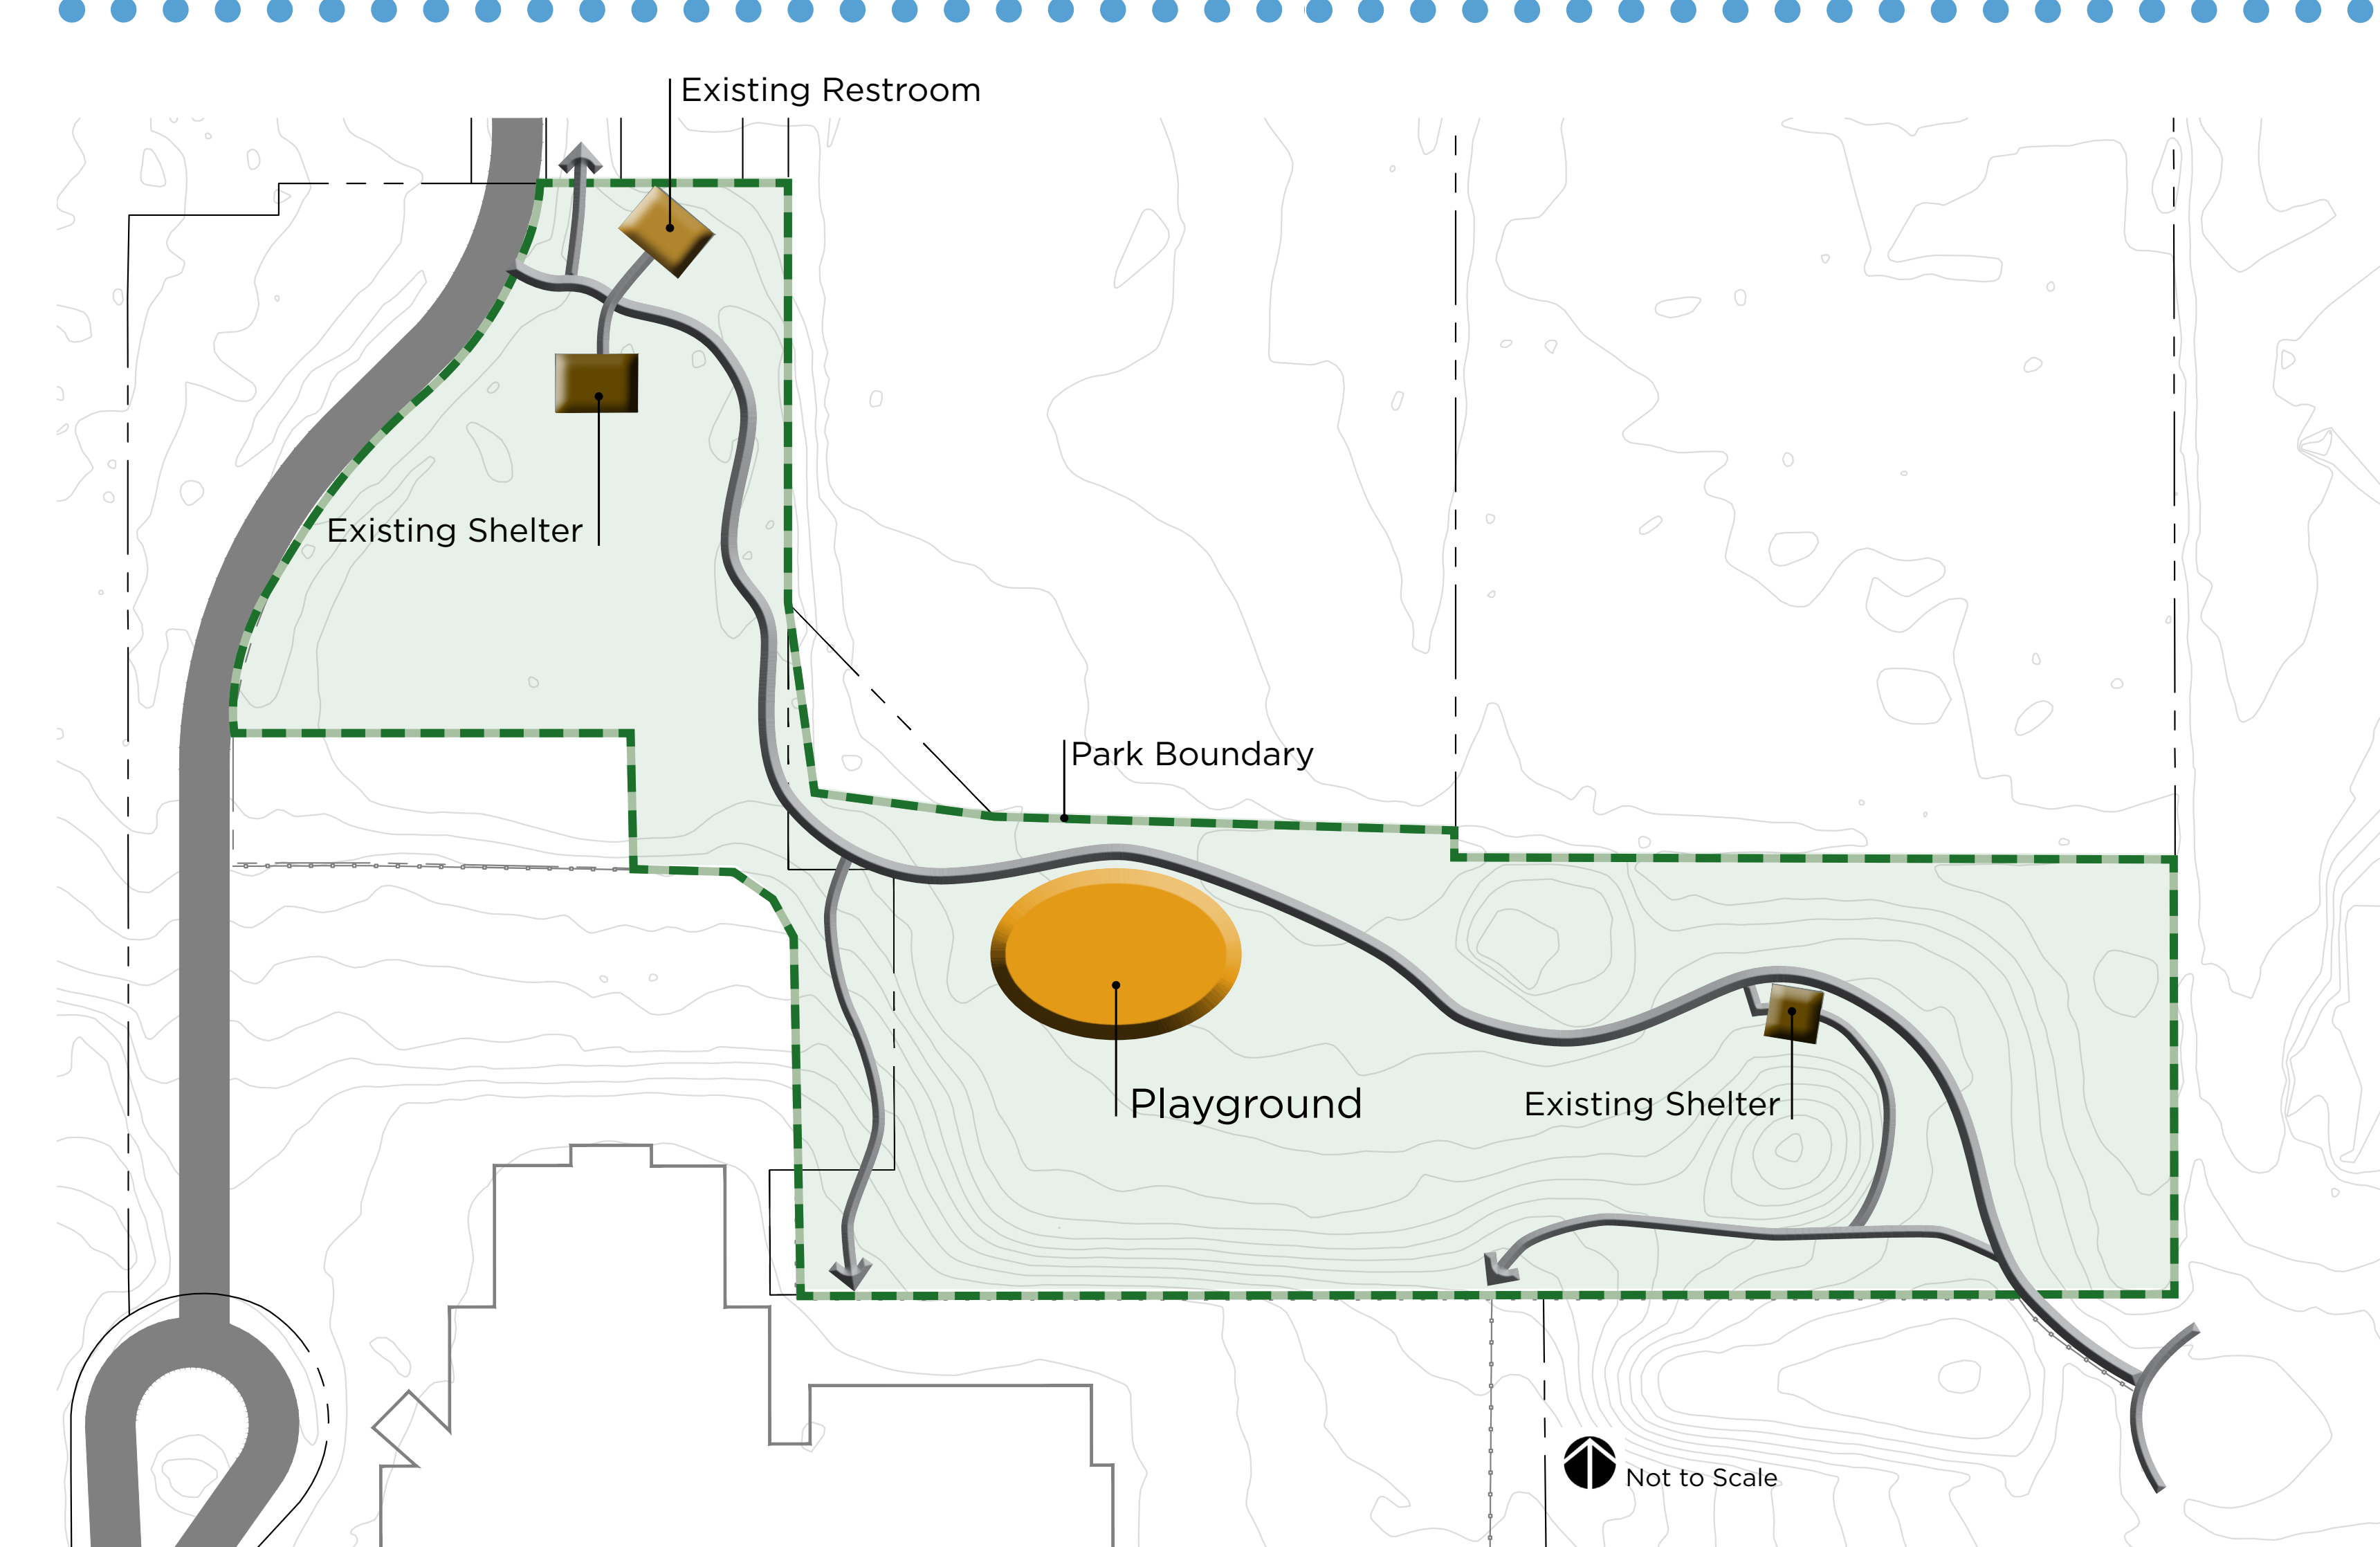 Existing Restroom
Existing Shelter
Park Boundary
Playground
Existing Shelter
Not to Scale